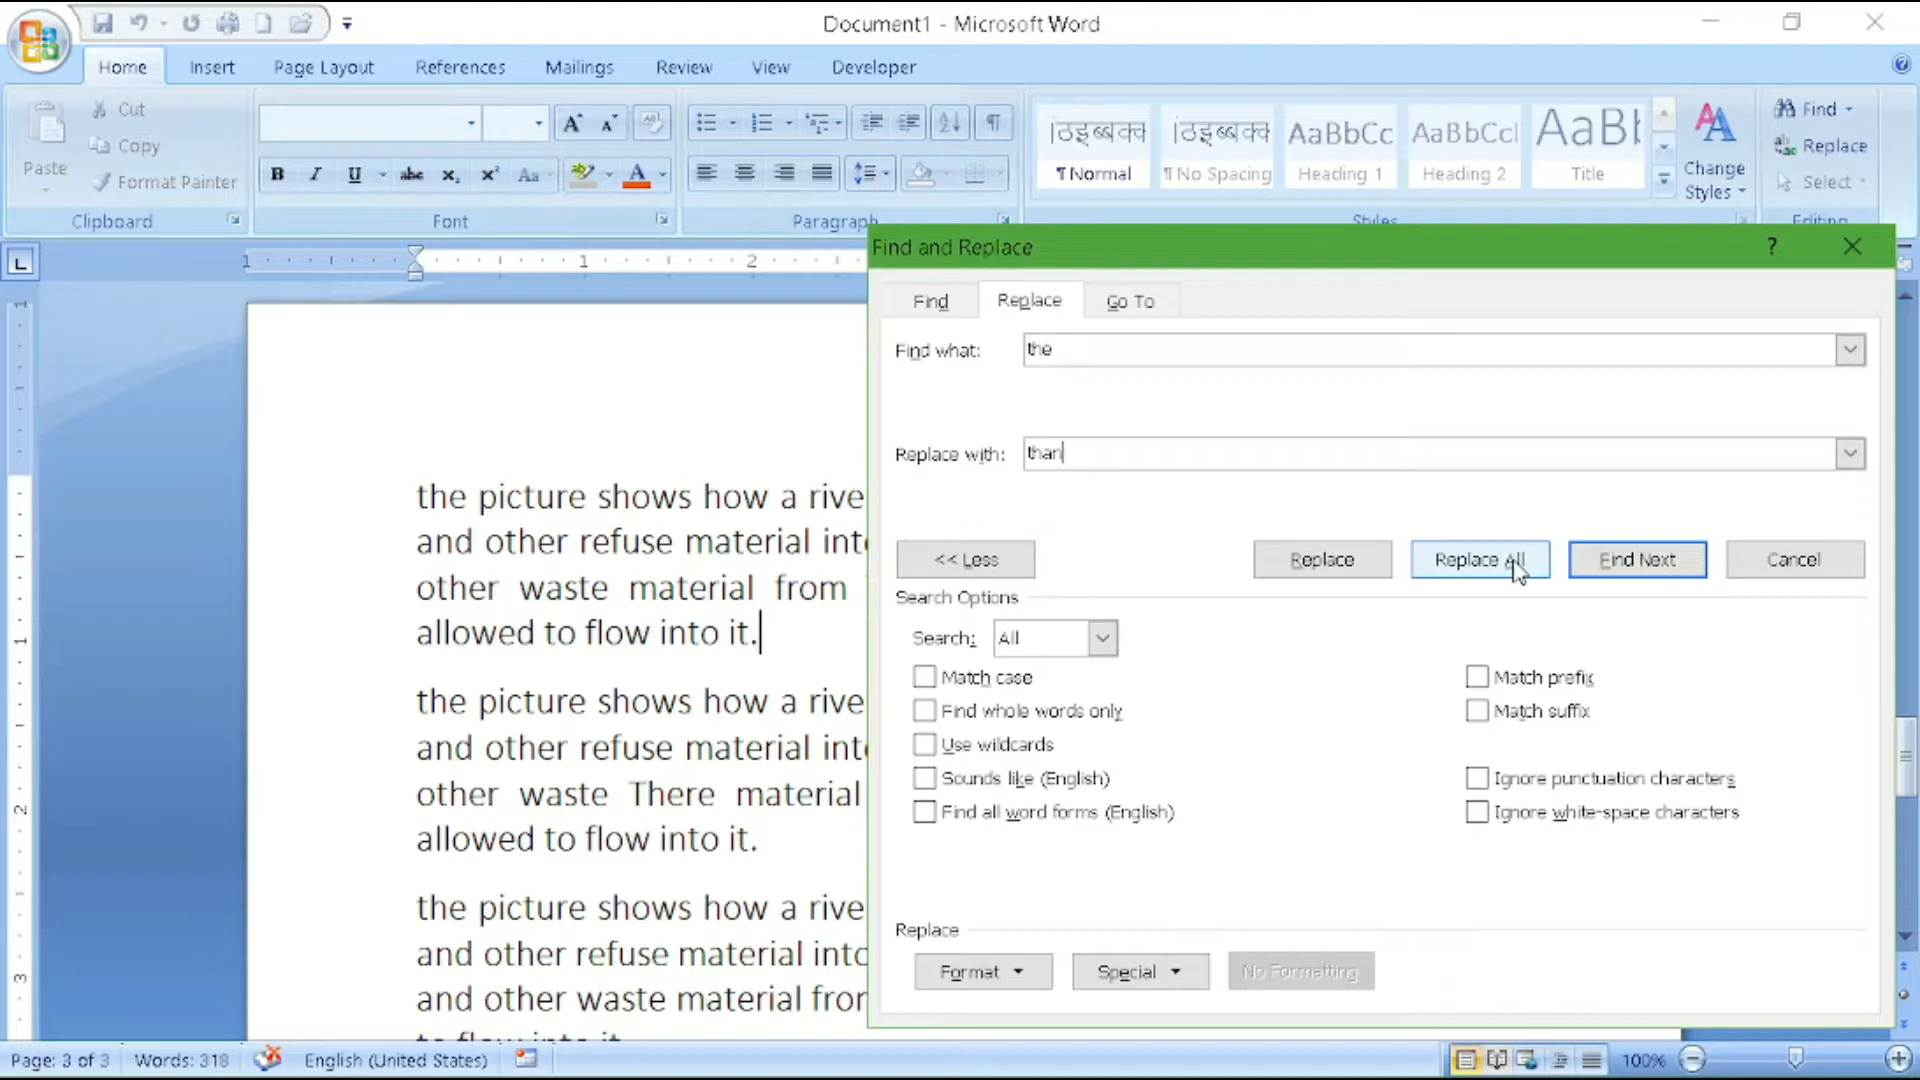 Document1 - Microsoft Word
Home Insert Page Layout References Mailings Review View Developer
Paste
Cut
Copy
Format Painter
Clipboard
Font
Paragraph
AaBbCc AaBbCcI
¶ Normal ¶ No Spacing Heading 1 Heading 2 Title
Change Styles
Styles
Find
Replace
Select
Editing
Find and Replace
Find Replace Go To
Find what: the
Replace with: than
<< Less Replace Replace All Find Next Cancel
Search Options
Search: All
Match case
Find whole words only
Use wildcards
Sounds like (English)
Find all word forms (English)
Match prefix
Match suffix
Ignore punctuation characters
Ignore white-space characters
Replace
Format Special No Formatting
the picture shows how a rive
and other refuse material into
other waste material from
allowed to flow into it.
the picture shows how a rive
and other refuse material into
other waste There material
allowed to flow into it.
the picture shows how a rive
and other refuse material into
and other waste material from
to flow into it
Page: 3 of 3 Words: 318 English (United States) 100%